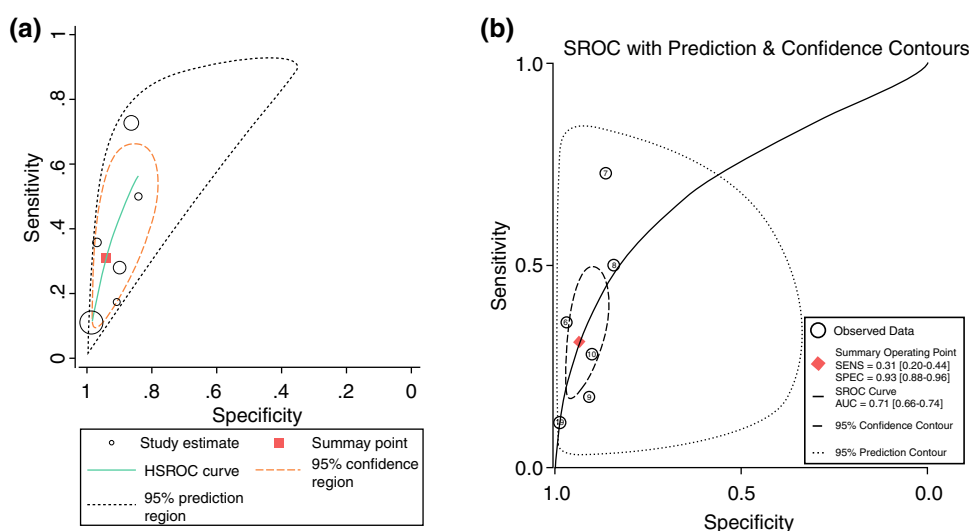 (a)
1
.8
.6
.4
.2
0
Sensitivity
1
.8
.6
.4
.2
0
Specificity
Study estimate
Summay point
HSROC curve
95% confidence
region
95% prediction
region
(b)
SROC with Prediction & Confidence Contours
1.0
0.5
0.0
Sensitivity
7
8
6
10
9
1.0
0.5
0.0
Specificity
Observed Data
Summary Operating Point
SENS = 0.31 [0.20-0.44]
SPEC = 0.93 [0.88-0.96]
SROC Curve
AUC = 0.71 [0.66-0.74]
95% Confidence Contour
95% Prediction Contour